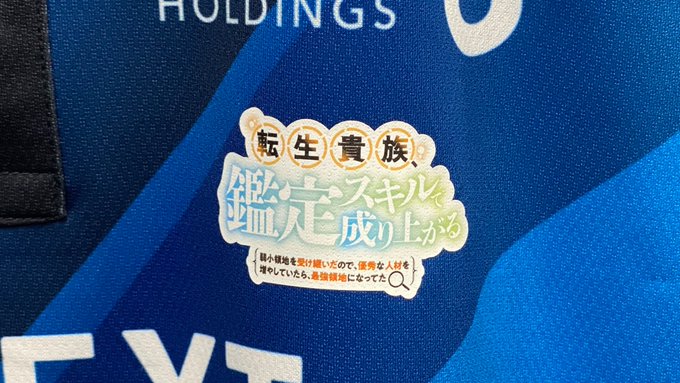 HOLDINGS
転生貴族、
鑑定スキルで
成り上がる
弱小領地を受け継いだので、優秀な人材を
増やしていたら、最強領地になってた
EXT